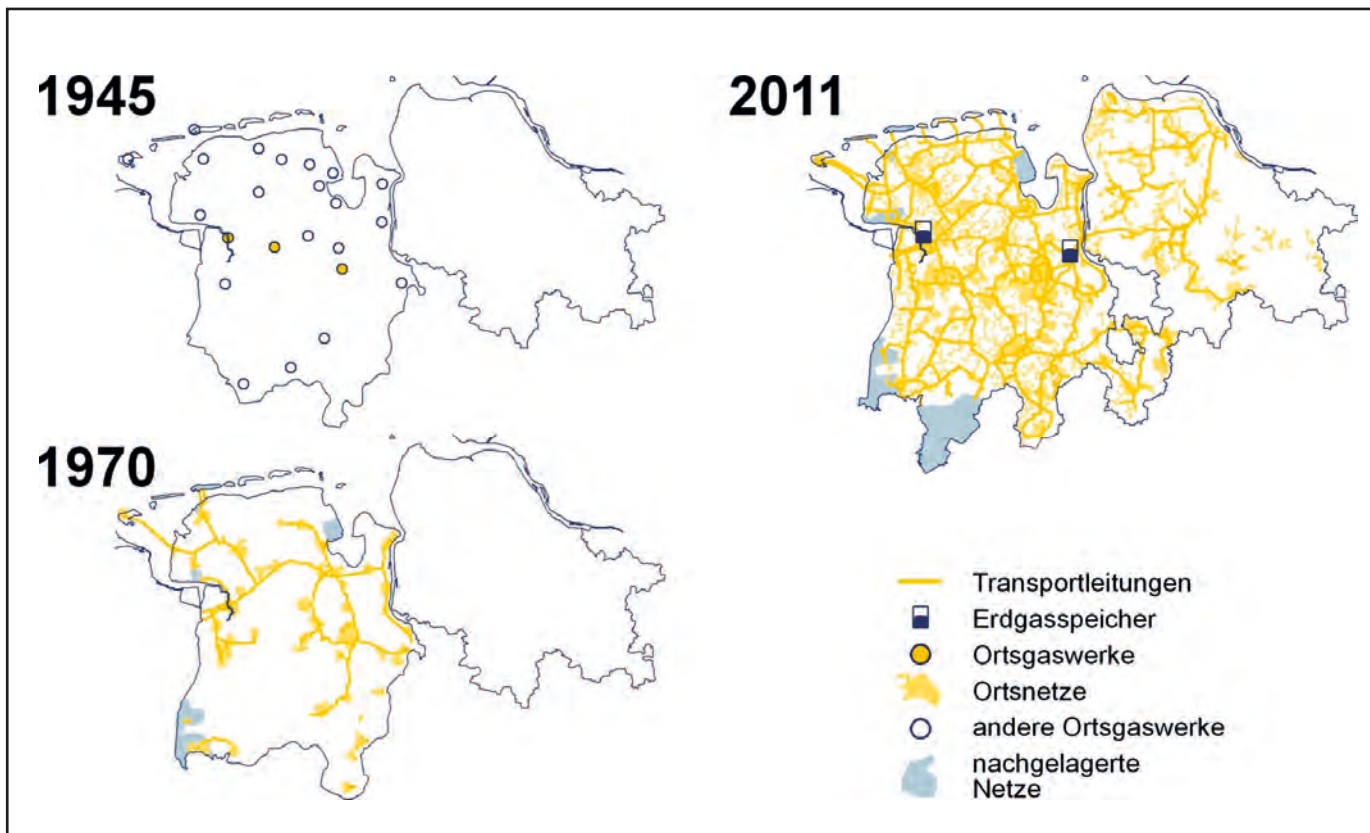 1945
2011
1970
Transportleitungen
Erdgasspeicher
Ortsgaswerke
Ortsnetze
andere Ortsgaswerke
nachgelagerte
Netze